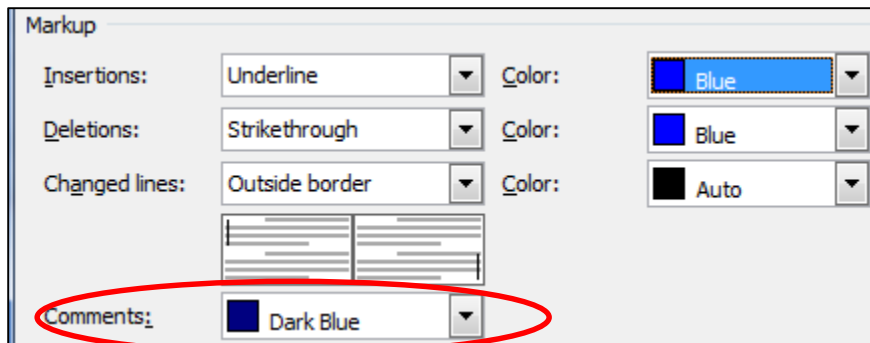 Markup
Insertions: Underline Color: Blue
Deletions: Strikethrough Color: Blue
Changed lines: Outside border Color: Auto
Comments: Dark Blue